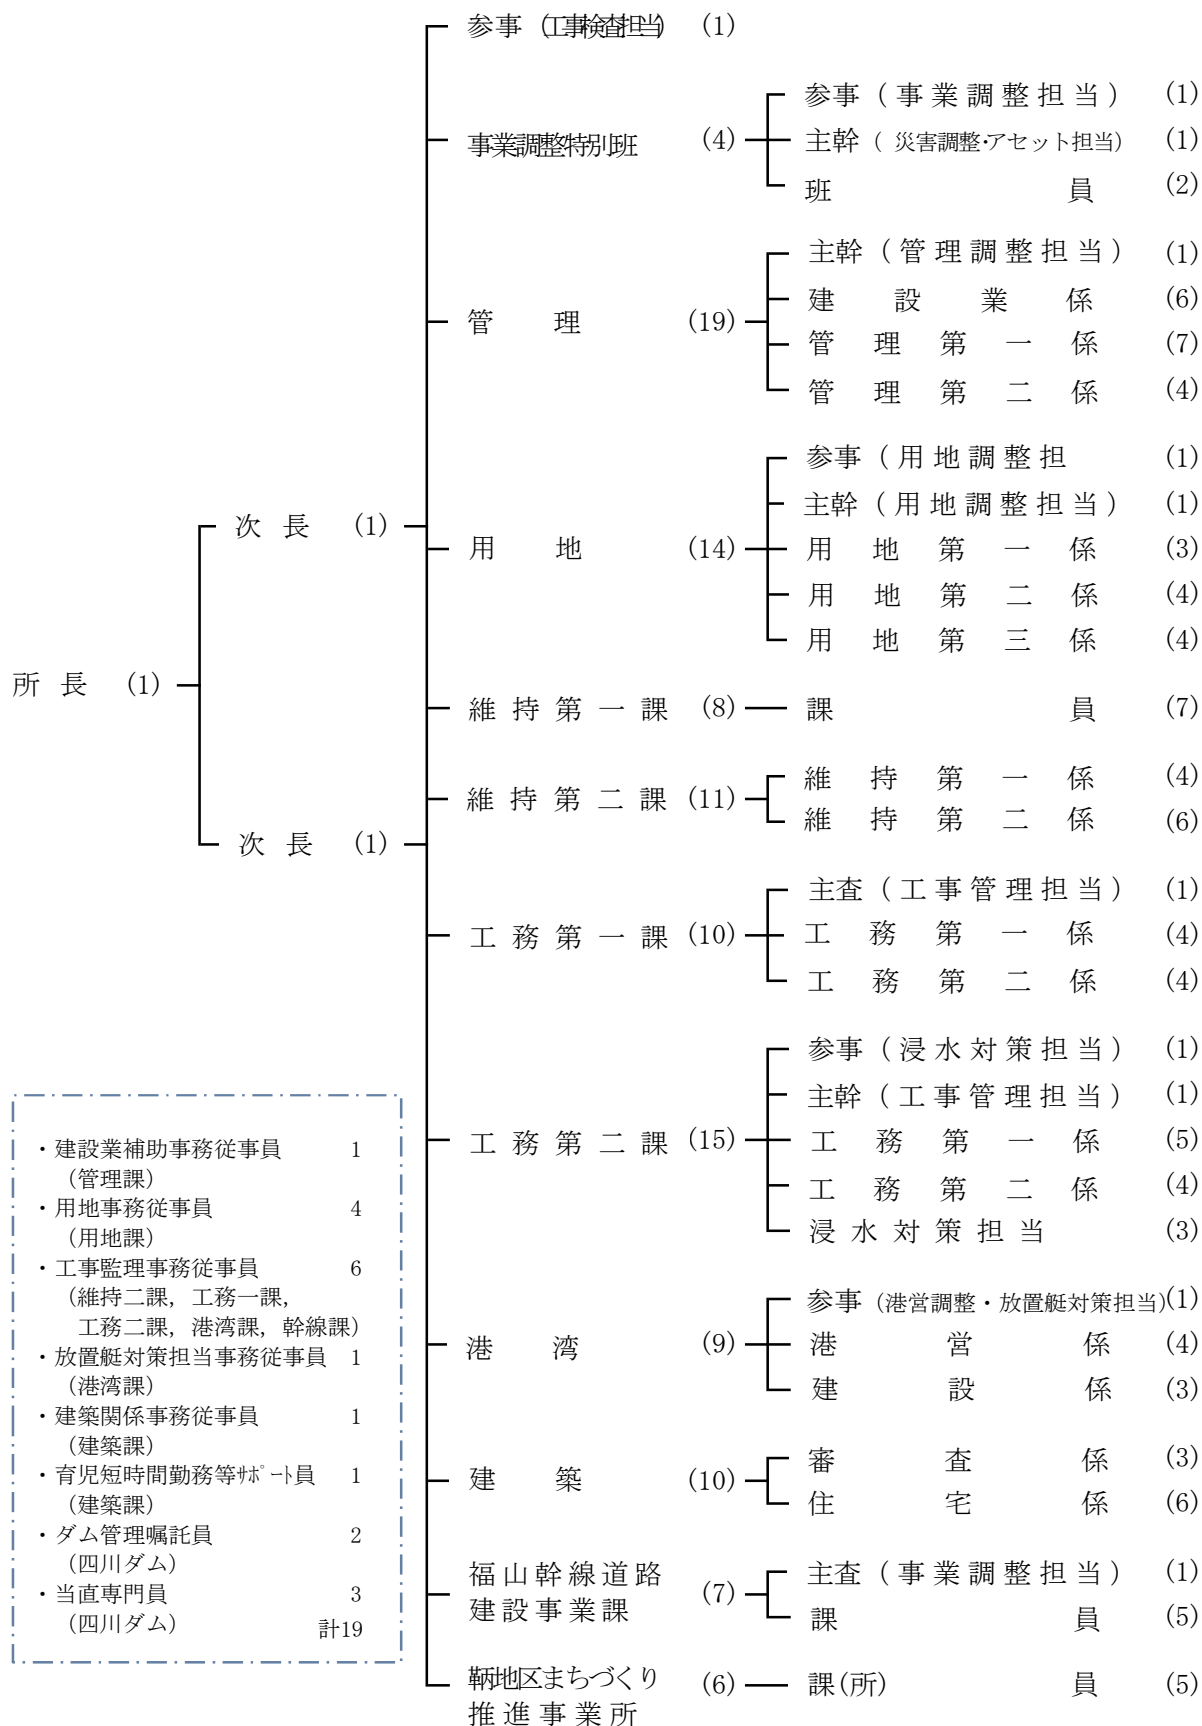 参事（工事検査担当）　(1)
事業調整特別班　(4)
参事（事業調整担当）　(1)
主幹（災害調整・アセット担当）　(1)
班員　(2)
管理　(19)
主幹（管理調整担当）　(1)
建設業係　(6)
管理第一係　(7)
管理第二係　(4)
用地　(14)
参事（用地調整担　(1)
主幹（用地調整担当）　(1)
用地第一係　(3)
用地第二係　(4)
用地第三係　(4)
次長　(1)
所長　(1)
次長　(1)
維持第一課　(8)
課員　(7)
維持第二課　(11)
維持第一係　(4)
維持第二係　(6)
工務第一課　(10)
主査（工事管理担当）　(1)
工務第一係　(4)
工務第二係　(4)
工務第二課　(15)
参事（浸水対策担当）　(1)
主幹（工事管理担当）　(1)
工務第一係　(5)
工務第二係　(4)
浸水対策担当　(3)
港湾　(9)
参事（港営調整・放置艇対策担当）(1)
港営係　(4)
建設係　(3)
建築　(10)
審査係　(3)
住宅係　(6)
福山幹線道路
建設事業課　(7)
主査（事業調整担当）　(1)
課員　(5)
鞆地区まちづくり
推進事業所　(6)
課(所)員　(5)
・建設業補助事務従事員　1
（管理課）
・用地事務従事員　4
（用地課）
・工事監理事務従事員　6
（維持二課，工務一課，
工務二課，港湾課，幹線課）
・放置艇対策担当事務従事員　1
（港湾課）
・建築関係事務従事員　1
（建築課）
・育児短時間勤務等ｻﾎﾟｰﾄ員　1
（建築課）
・ダム管理嘱託員　2
（四川ダム）
・当直専門員　3
（四川ダム）　計19